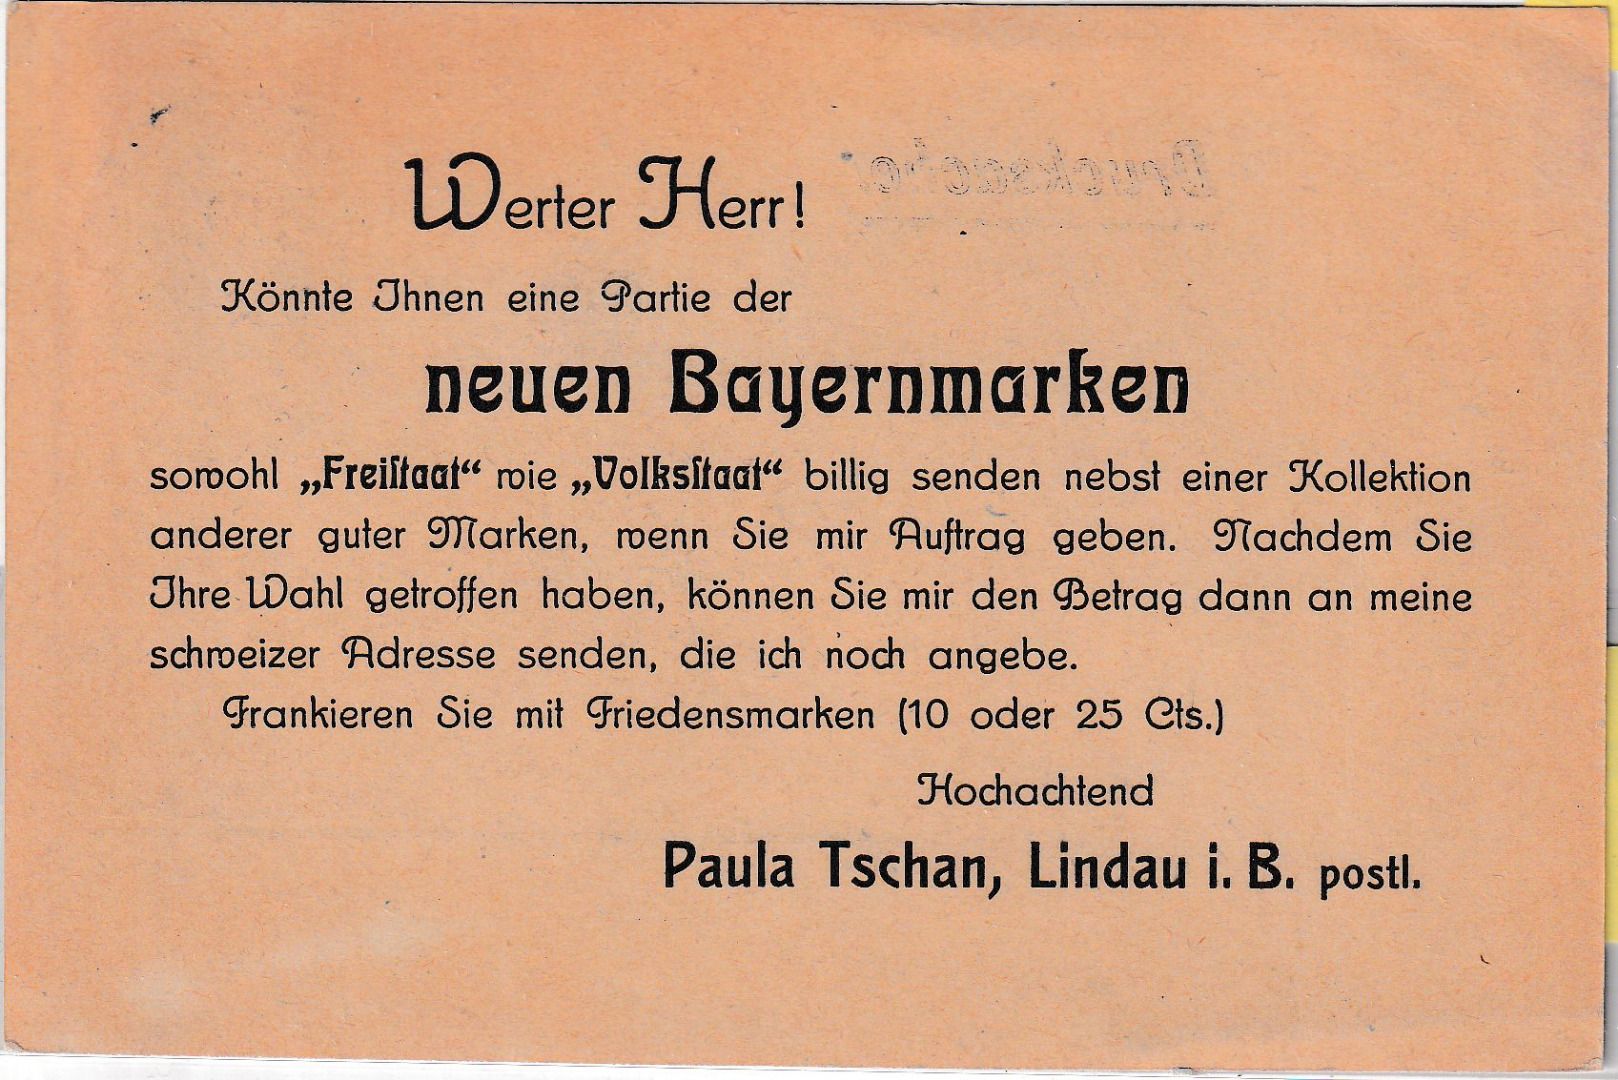 Drucksache.
Werter Herr!
Könnte Ihnen eine Partie der
neuen Bayernmarken
sowohl „Freistaat“ wie „Volksstaat“ billig senden nebst einer Kollektion
anderer guter Marken, wenn Sie mir Auftrag geben. Nachdem Sie
Ihre Wahl getroffen haben, können Sie mir den Betrag dann an meine
schweizer Adresse senden, die ich noch angebe.
Frankieren Sie mit Friedensmarken (10 oder 25 Cts.)
Hochachtend
Paula Tschan, Lindau i. B. postl.